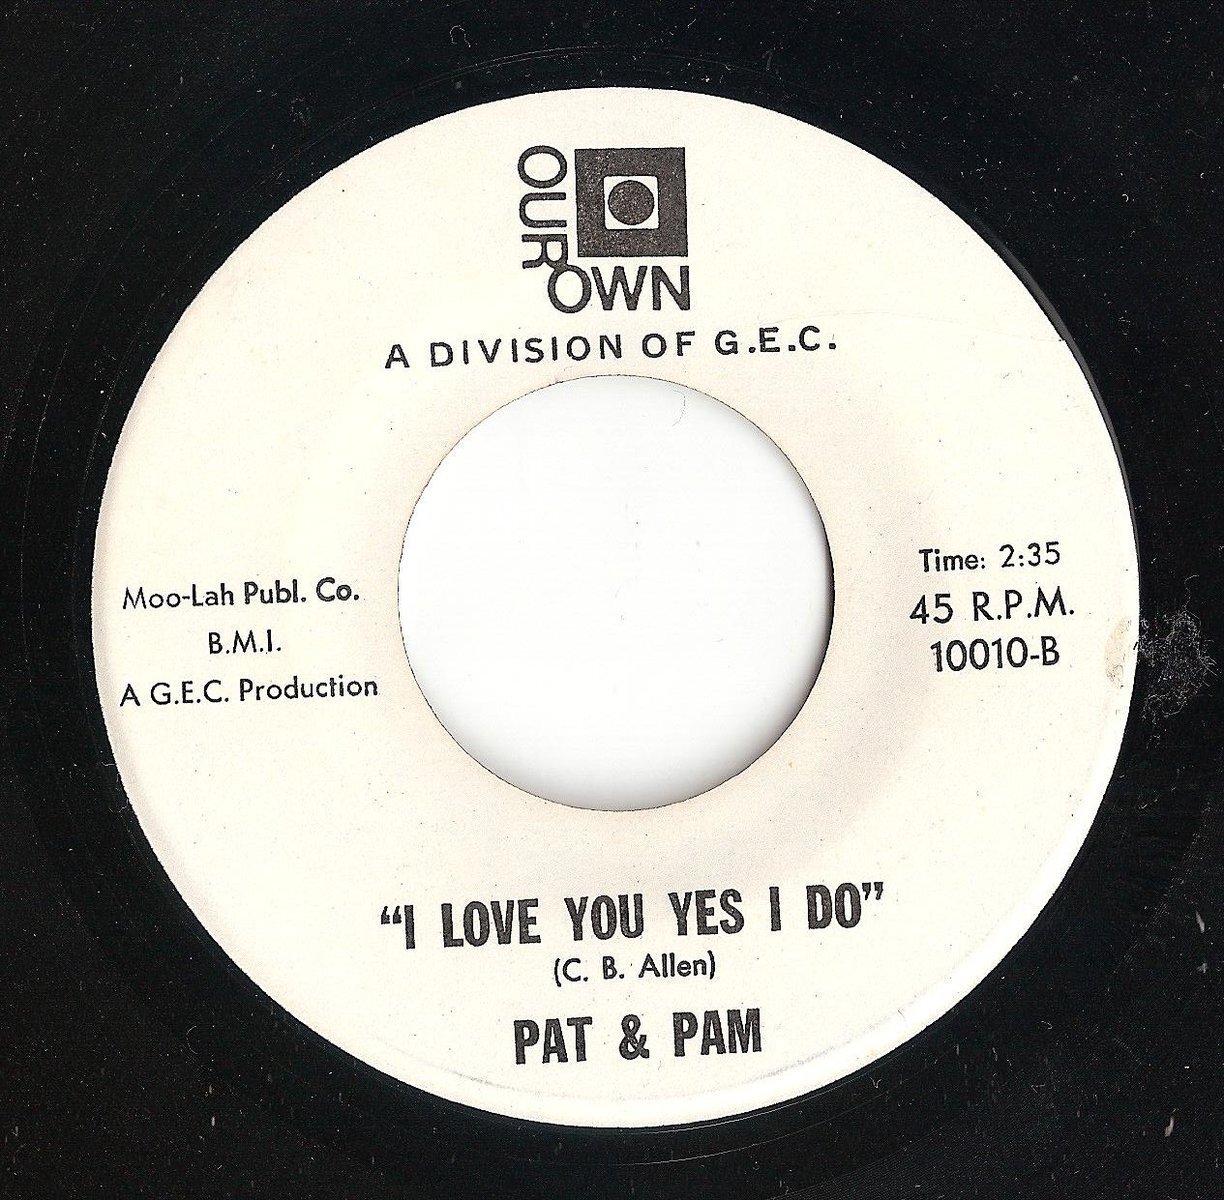 OUR OWN
A DIVISION OF G.E.C.
Moo-Lah Publ. Co.
B.M.I.
A G.E.C. Production
Time: 2:35
45 R.P.M.
10010-B
“I LOVE YOU YES I DO”
(C. B. Allen)
PAT & PAM